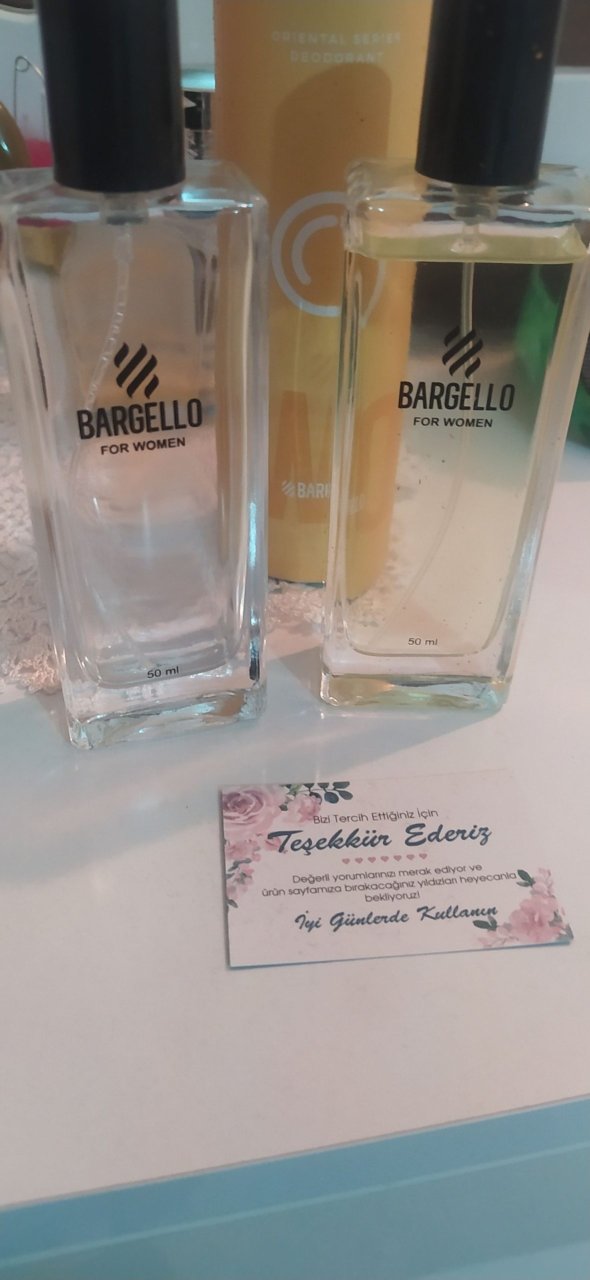 ORIENTAL SERIES
DEODORANT
BARGELLO
FOR WOMEN
50 ml
BARGELLO
FOR WOMEN
50 ml
Bizi Tercih Ettiğiniz İçin
Teşekkür Ederiz
Değerli yorumlarınızı merak ediyor ve
ürün sayfamıza bırakacağınız yıldızları heyecanla
bekliyoruz!
İyi Günlerde Kullanın